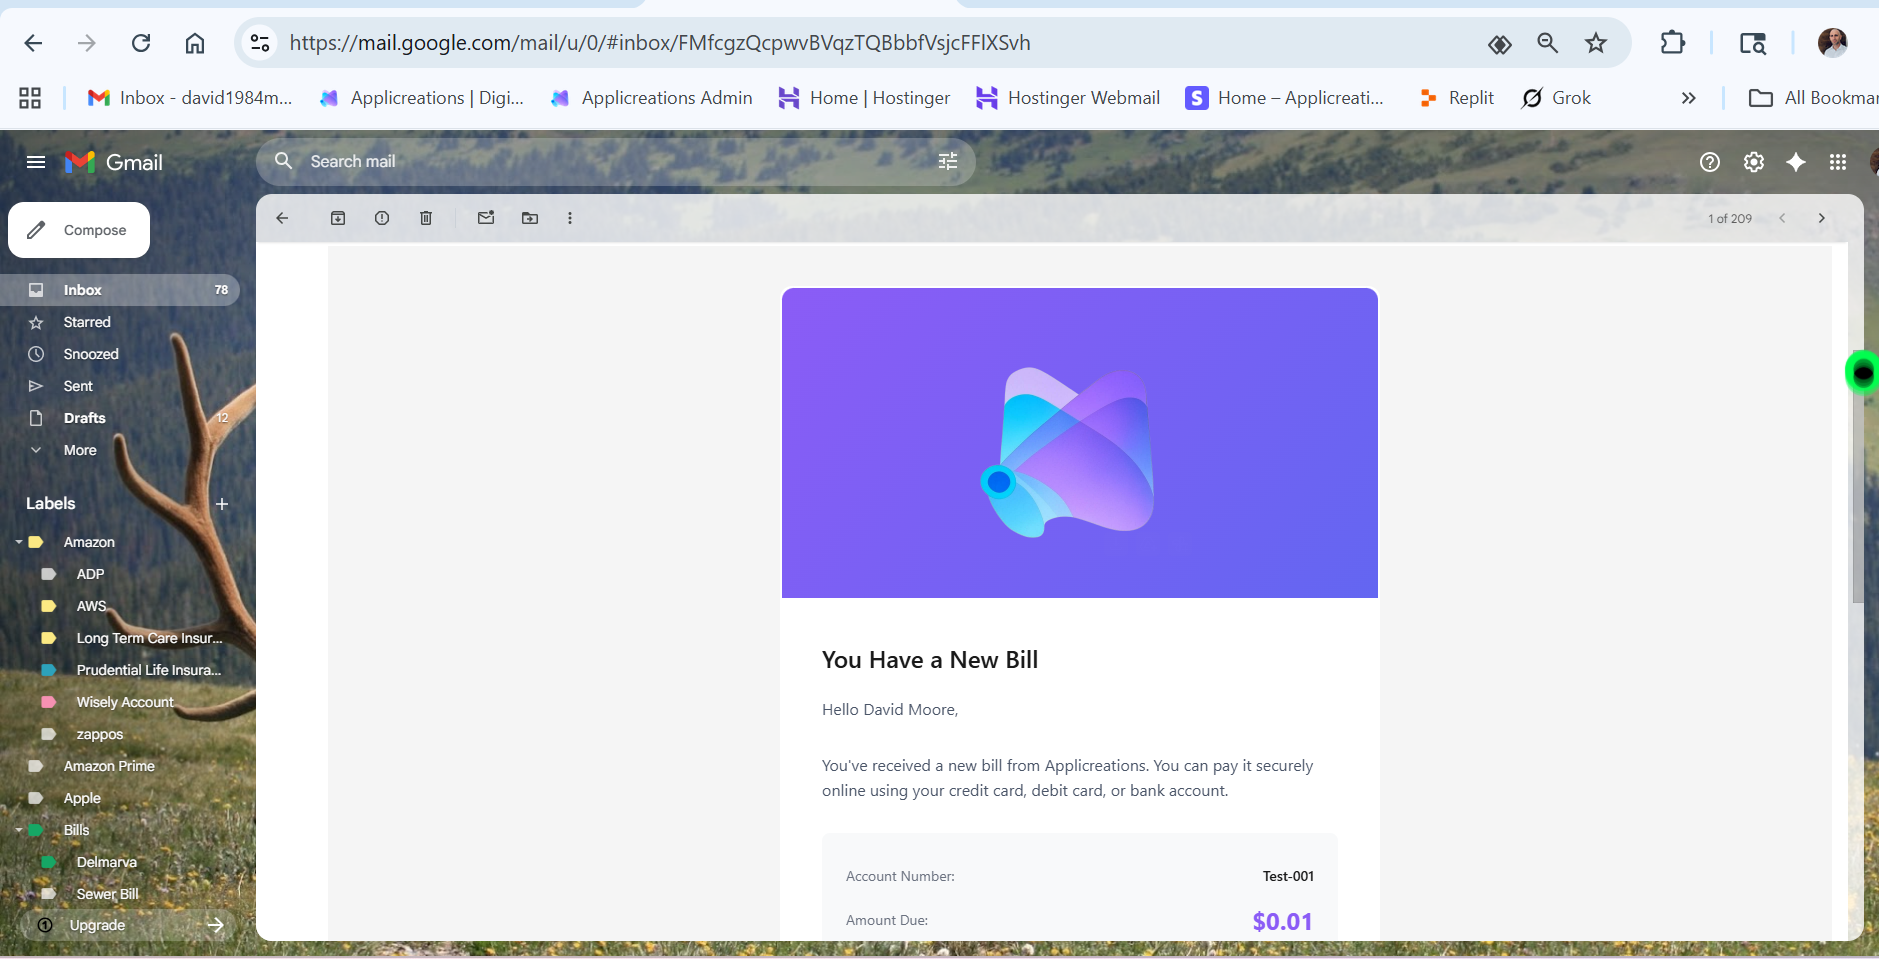 https://mail.google.com/mail/u/0/#inbox/FMfcgzQcpwvBVqzTQBbbfVsjcFFlXSvh
Inbox - david1984m...
Applicreations | Digi...
Applicreations Admin
Home | Hostinger
Hostinger Webmail
S
Home – Applicreati...
Replit
Grok
All Bookmar
Gmail
Search mail
Compose
1 of 209
Inbox 78
Starred
Snoozed
Sent
Drafts 12
More
Labels
Amazon
ADP
AWS
Long Term Care Insur...
Prudential Life Insura...
Wisely Account
zappos
Amazon Prime
Apple
Bills
Delmarva
Sewer Bill
Upgrade
You Have a New Bill
Hello David Moore,
You've received a new bill from Applicreations. You can pay it securely
online using your credit card, debit card, or bank account.
Account Number: Test-001
Amount Due: $0.01